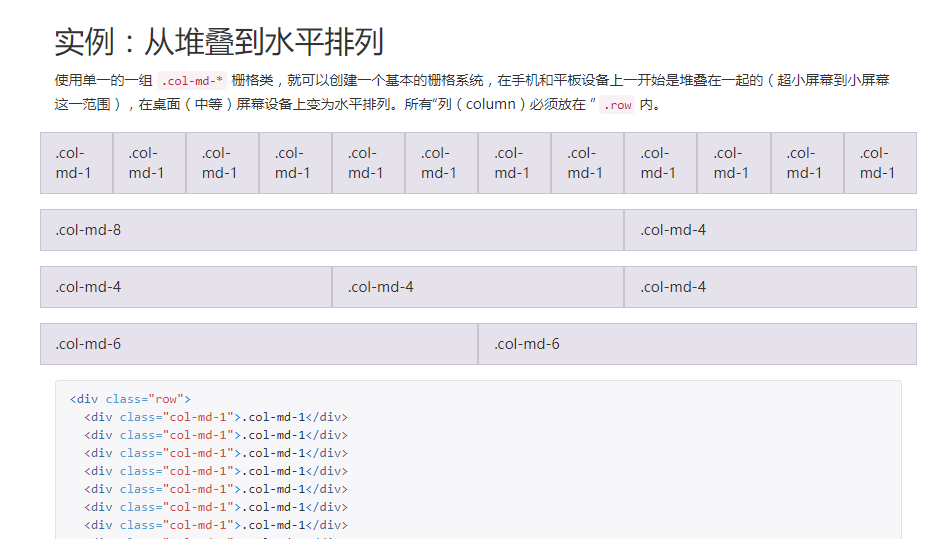 实例：从堆叠到水平排列
使用单一的一组 .col-md-* 栅格类，就可以创建一个基本的栅格系统，在手机和平板设备上一开始是堆叠在一起的（超小屏幕到小屏幕
这一范围），在桌面（中等）屏幕设备上变为水平排列。所有“列（column）必须放在 ” .row 内。
.col- .col- .col- .col- .col- .col- .col- .col- .col- .col- .col- .col-
md-1 md-1 md-1 md-1 md-1 md-1 md-1 md-1 md-1 md-1 md-1 md-1
.col-md-8 .col-md-4
.col-md-4 .col-md-4 .col-md-4
.col-md-6 .col-md-6
<div class="row">
<div class="col-md-1">.col-md-1</div>
<div class="col-md-1">.col-md-1</div>
<div class="col-md-1">.col-md-1</div>
<div class="col-md-1">.col-md-1</div>
<div class="col-md-1">.col-md-1</div>
<div class="col-md-1">.col-md-1</div>
<div class="col-md-1">.col-md-1</div>